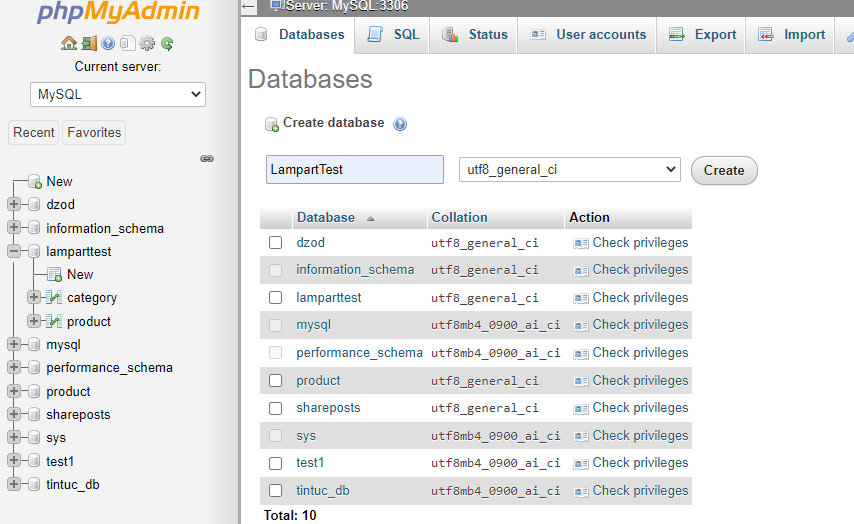 phpMyAdmin
Current server:
MySQL
Recent Favorites
New
dzod
information_schema
lamparttest
New
category
product
mysql
performance_schema
product
shareposts
sys
test1
tintuc_db
Server: MySQL:3306
Databases SQL Status User accounts Export Import
Databases
Create database
LampartTest utf8_general_ci Create
Database Collation Action
dzod utf8_general_ci Check privileges
information_schema utf8_general_ci Check privileges
lamparttest utf8_general_ci Check privileges
mysql utf8mb4_0900_ai_ci Check privileges
performance_schema utf8mb4_0900_ai_ci Check privileges
product utf8_general_ci Check privileges
shareposts utf8_general_ci Check privileges
sys utf8mb4_0900_ai_ci Check privileges
test1 utf8mb4_0900_ai_ci Check privileges
tintuc_db utf8mb4_0900_ai_ci Check privileges
Total: 10